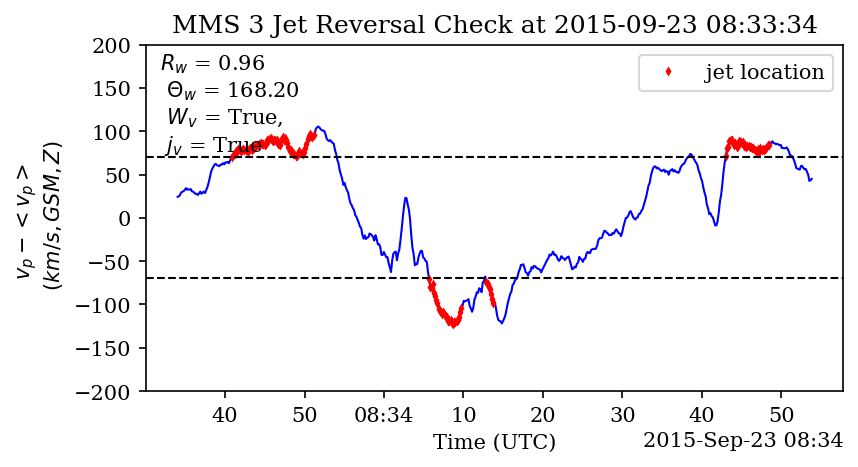 MMS 3 Jet Reversal Check at 2015-09-23 08:33:34
R_w = 0.96
Θ_w = 168.20
W_v = True,
j_v = True
jet location
v_p − < v_p >
(km/s, GSM, Z)
200
150
100
50
0
−50
−100
−150
−200
40 50 08:34 10 20 30 40 50
Time (UTC)
2015-Sep-23 08:34